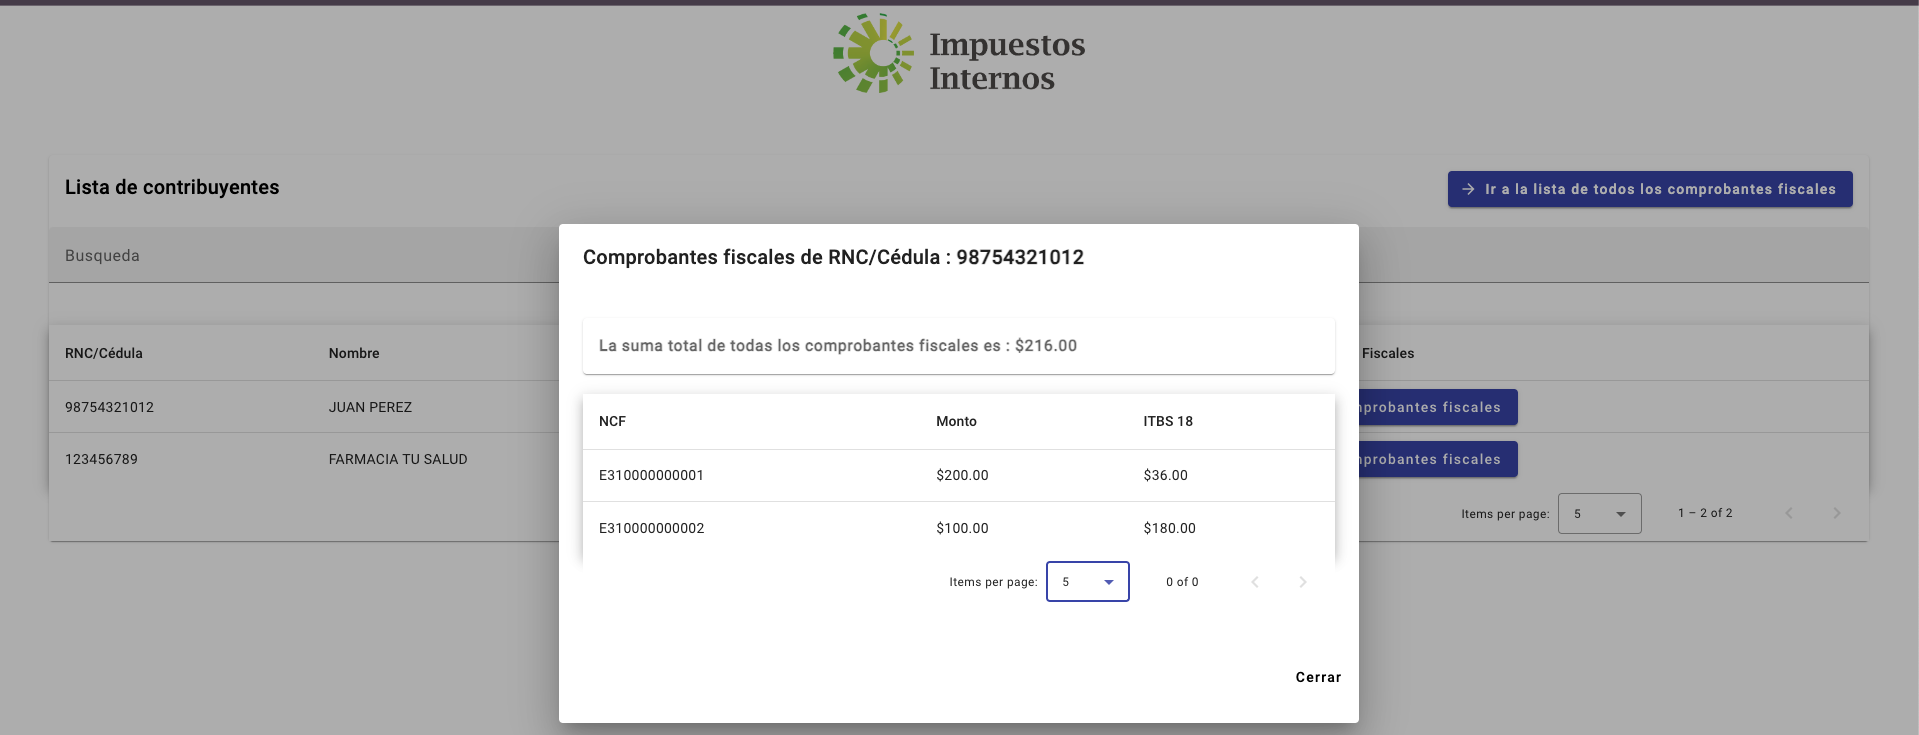 Impuestos
Internos
Lista de contribuyentes
Ir a la lista de todos los comprobantes fiscales
Busqueda
RNC/Cédula Nombre Fiscales
98754321012 JUAN PEREZ fiscales
123456789 FARMACIA TU SALUD fiscales
Items per page: 5 1 – 2 of 2
Comprobantes fiscales de RNC/Cédula : 98754321012
La suma total de todas los comprobantes fiscales es : $216.00
NCF Monto ITBS 18
E310000000001 $200.00 $36.00
E310000000002 $100.00 $180.00
Items per page: 5 0 of 0
Cerrar